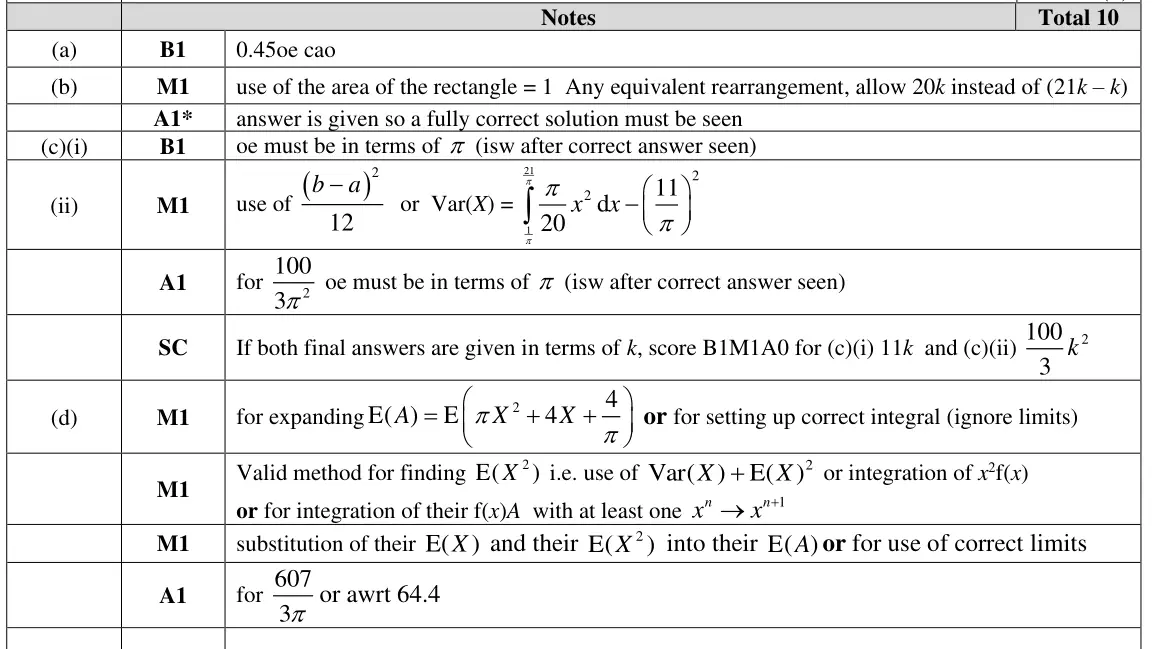 Notes Total 10
(a) B1 0.45oe cao
(b) M1 use of the area of the rectangle = 1 Any equivalent rearrangement, allow 20k instead of (21k – k)
A1* answer is given so a fully correct solution must be seen
(c)(i) B1 oe must be in terms of π (isw after correct answer seen)
(ii) M1 use of (b − a)²/12 or Var(X) = ∫_{1/π}^{21/π} π/20 x² dx − (11/π)²
A1 for 100/3π² oe must be in terms of π (isw after correct answer seen)
SC If both final answers are given in terms of k, score B1M1A0 for (c)(i) 11k and (c)(ii) 100/3 k²
(d) M1 for expanding E(A) = E(πX² + 4X + 4/π) or for setting up correct integral (ignore limits)
M1 Valid method for finding E(X²) i.e. use of Var(X) + E(X)² or integration of x²f(x)
or for integration of their f(x)A with at least one xⁿ → xⁿ⁺¹
M1 substitution of their E(X) and their E(X²) into their E(A) or for use of correct limits
A1 for 607/3π or awrt 64.4